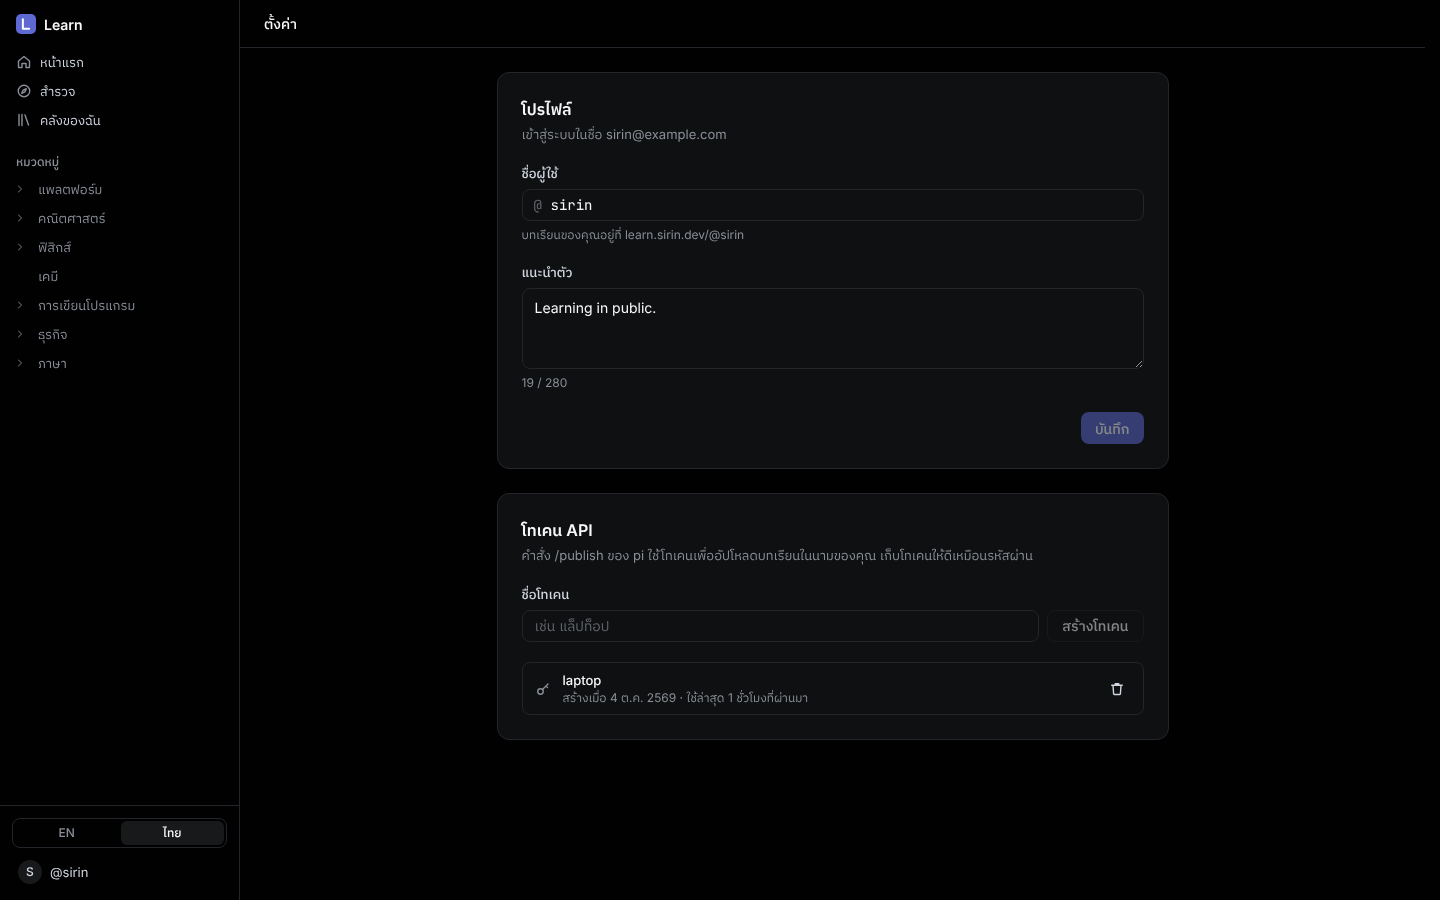 L Learn
หน้าแรก
สำรวจ
คลังของฉัน
หมวดหมู่
แพลตฟอร์ม
คณิตศาสตร์
ฟิสิกส์
เคมี
การเขียนโปรแกรม
ธุรกิจ
ภาษา
EN ไทย
S @sirin
ตั้งค่า
โปรไฟล์
เข้าสู่ระบบในชื่อ sirin@example.com
ชื่อผู้ใช้
@ sirin
บทเรียนของคุณอยู่ที่ learn.sirin.dev/@sirin
แนะนำตัว
Learning in public.
19 / 280
บันทึก
โทเคน API
คำสั่ง /publish ของ pi ใช้โทเคนเพื่ออัปโหลดบทเรียนในนามของคุณ เก็บโทเคนให้ดีเหมือนรหัสผ่าน
ชื่อโทเคน
เช่น แล็ปท็อป สร้างโทเคน
laptop
สร้างเมื่อ 4 ต.ค. 2569 · ใช้ล่าสุด 1 ชั่วโมงที่ผ่านมา